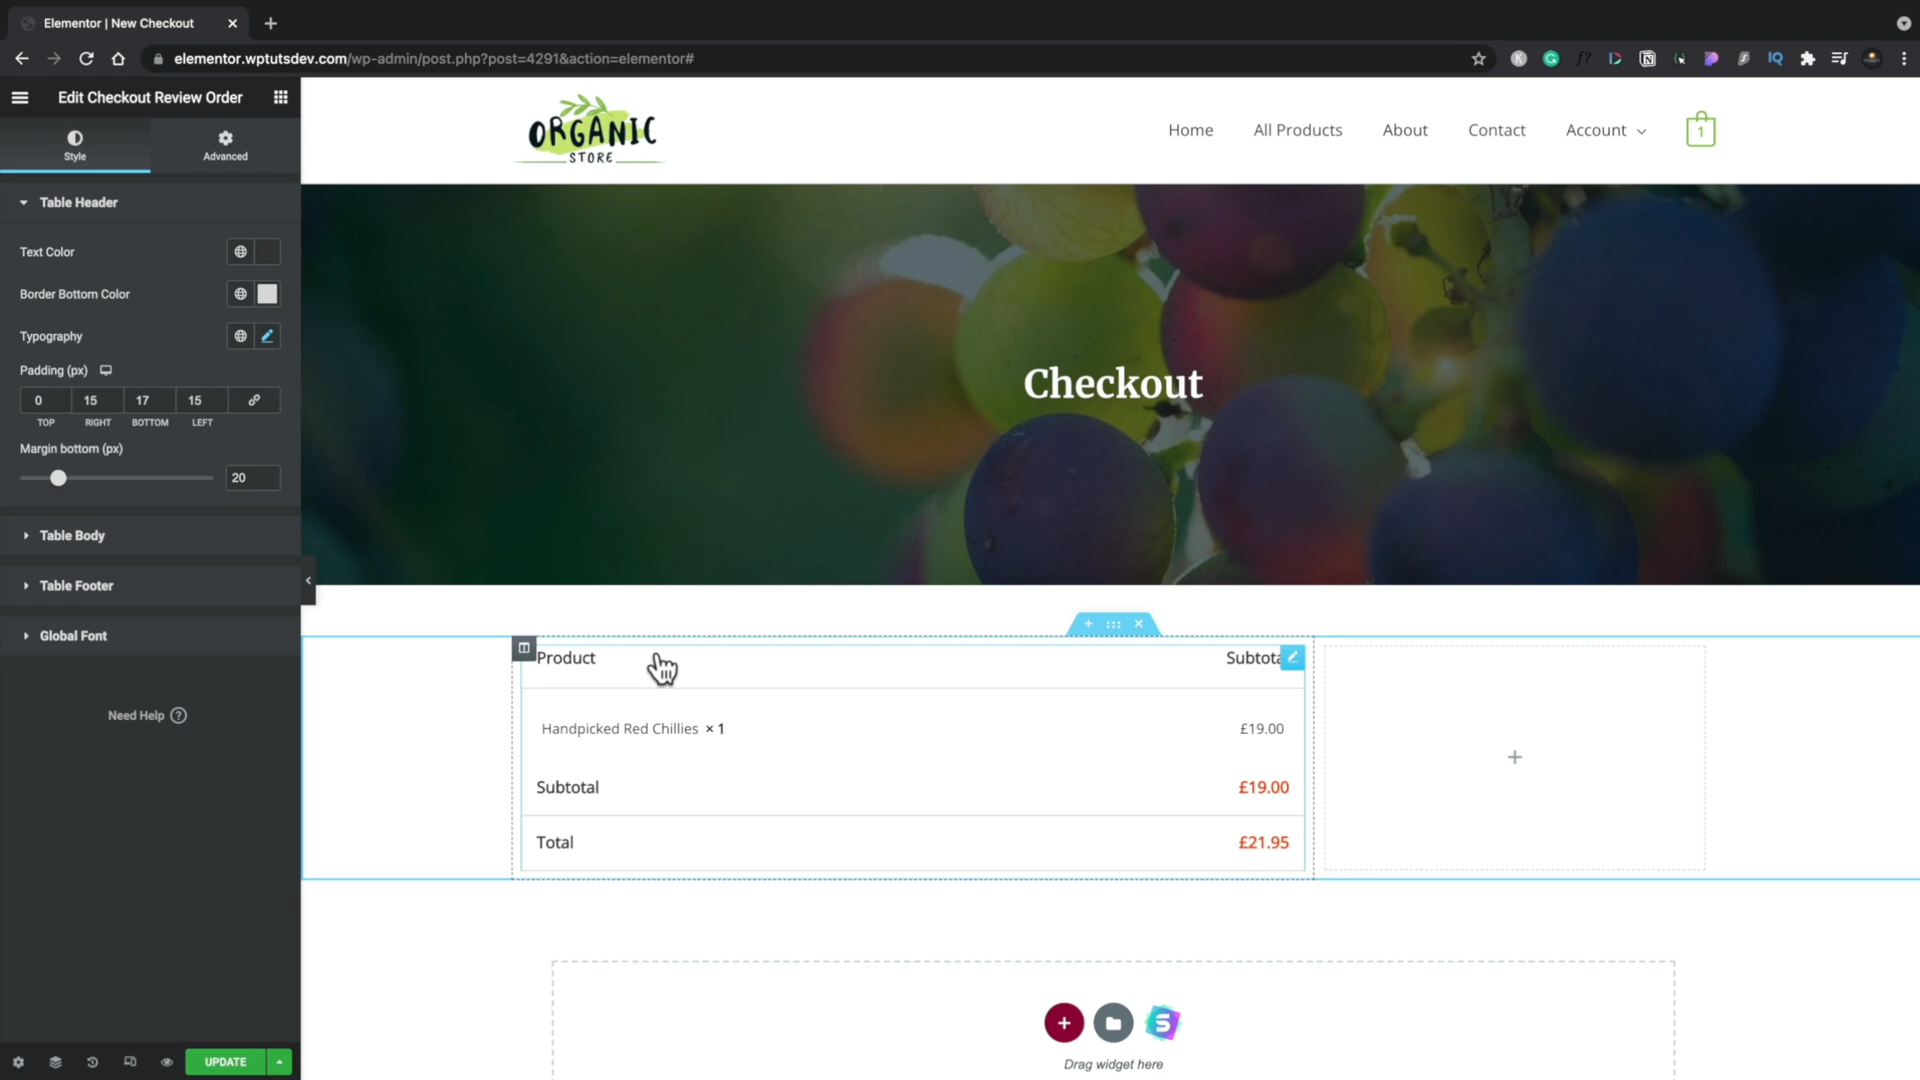 Elementor | New Checkout
elementor.wptutsdev.com/wp-admin/post.php?post=4291&action=elementor#
Edit Checkout Review Order
Style
Advanced
Table Header
Text Color
Border Bottom Color
Typography
Padding (px)
0 15 17 15
TOP RIGHT BOTTOM LEFT
Margin bottom (px)
20
Table Body
Table Footer
Global Font
Need Help
UPDATE
ORGANIC
STORE
Home All Products About Contact Account 1
Checkout
Product Subtota
Handpicked Red Chillies × 1 £19.00
Subtotal £19.00
Total £21.95
Drag widget here